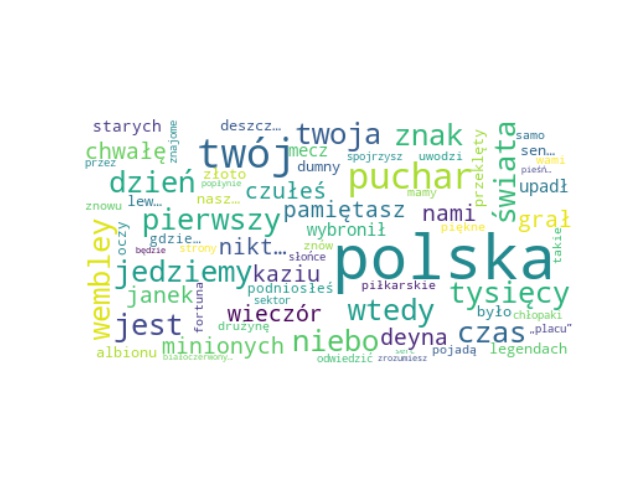 starych
znajome
deszcz…
twoja
znak
świata
samo
chwałę
twój
mecz
spojrzysz
uwodzi
przeklęty
sen…
wami
przez
dzień
złoto
popłynie
dumny
puchar
pieśń…
lew…
nasz…
czułeś
mamy
upadł
znowu
pierwszy
pamiętasz
nami
grał
wembley
oczy
gdzie…
nikt…
znów
wybronił
piękne
takie
będzie
strony
słońce
polska
jedziemy
kaziu
podniosłeś
piłkarskie
tysięcy
janek
fortuna
sektor
wieczór
wtedy
było
chłopaki
jest
drużynę
niebo
deyna
czas
„placu”
albionu
minionych
białoczerwony…
odwiedzić
serc
zrozumiesz
pojadą
legendach